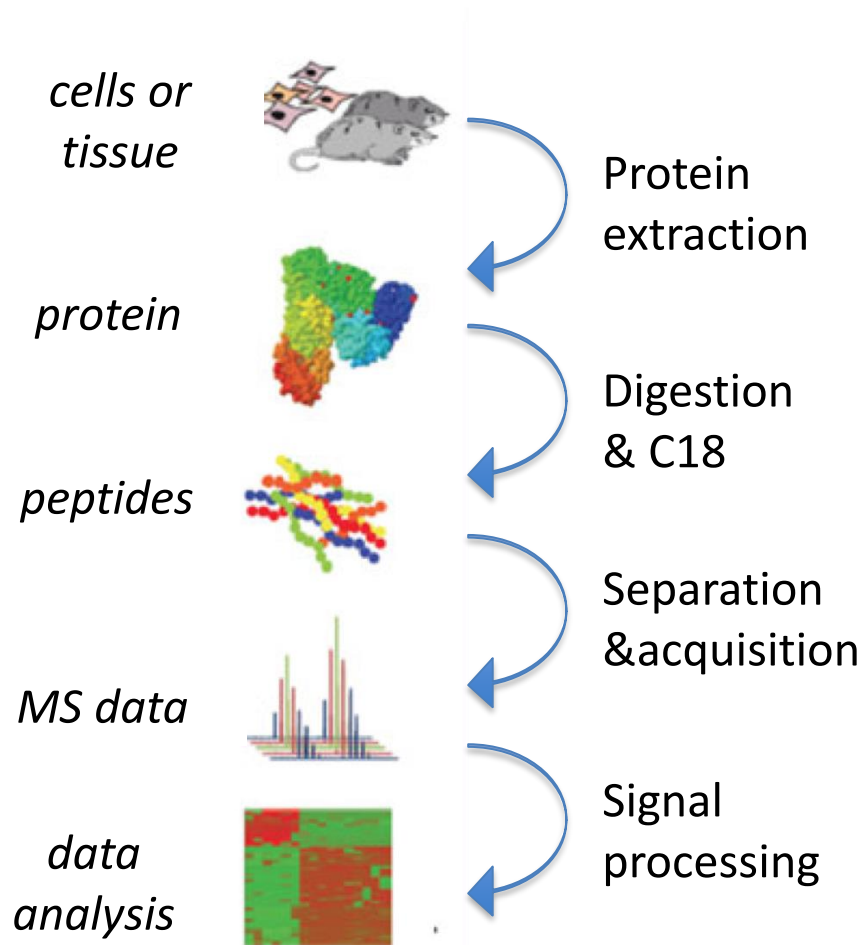 cells or
tissue
Protein
extraction
protein
Digestion
& C18
peptides
Separation
&acquisition
MS data
Signal
processing
data
analysis